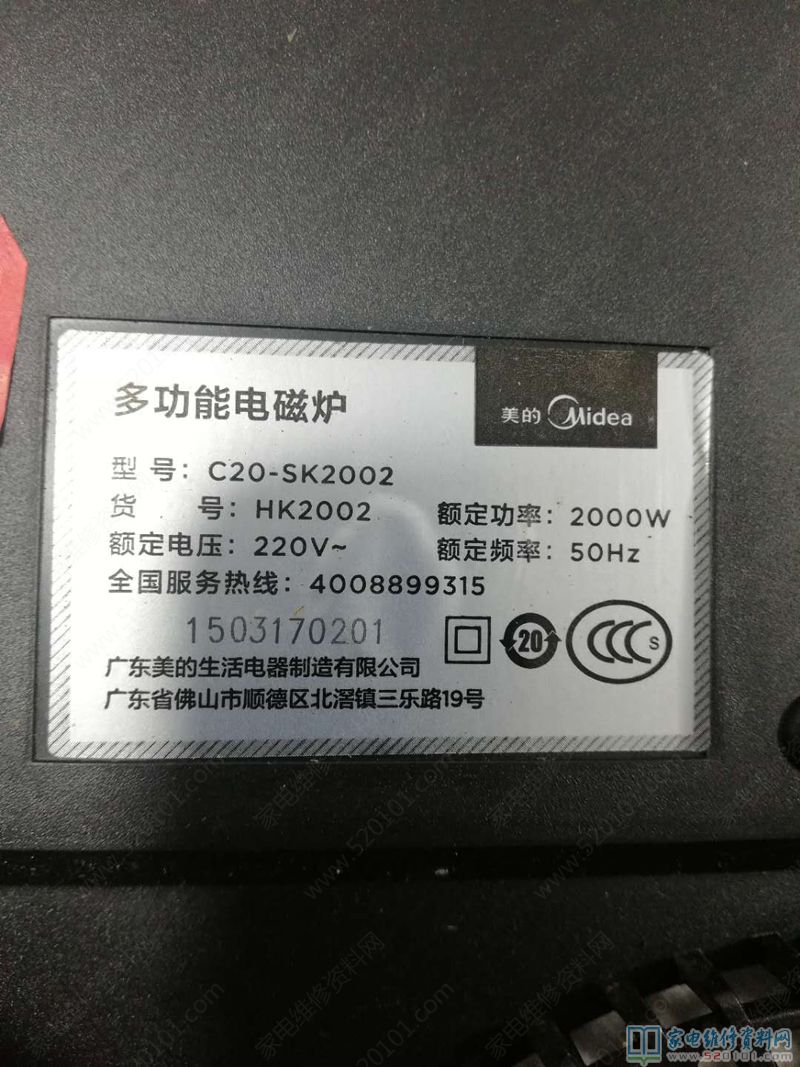 多功能电磁炉
美的 Midea
型号：C20-SK2002
货号：HK2002
额定功率：2000W
额定电压：220V~
额定频率：50Hz
全国服务热线：4008899315
1503170201
20
CCC S
广东美的生活电器制造有限公司
广东省佛山市顺德区北滘镇三乐路19号
家电维修资料网
www.520101.com